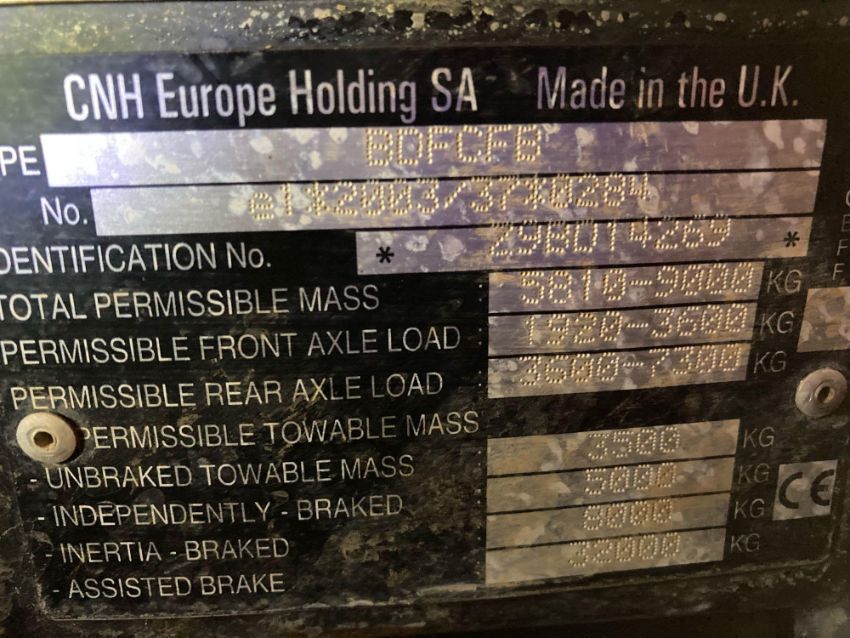 CNH Europe Holding SA Made in the U.K.
PE BDFCFB
No. e1*2003/37*0284
DENTIFICATION No. * Z9BD14269 *
TOTAL PERMISSIBLE MASS 5810-9000 KG
PERMISSIBLE FRONT AXLE LOAD 1920-3600 KG
PERMISSIBLE REAR AXLE LOAD 3600-7300 KG
PERMISSIBLE TOWABLE MASS
- UNBRAKED TOWABLE MASS 3500 KG
- INDEPENDENTLY - BRAKED 5000 KG
- INERTIA - BRAKED 8000 KG
- ASSISTED BRAKE 32000 KG
CE